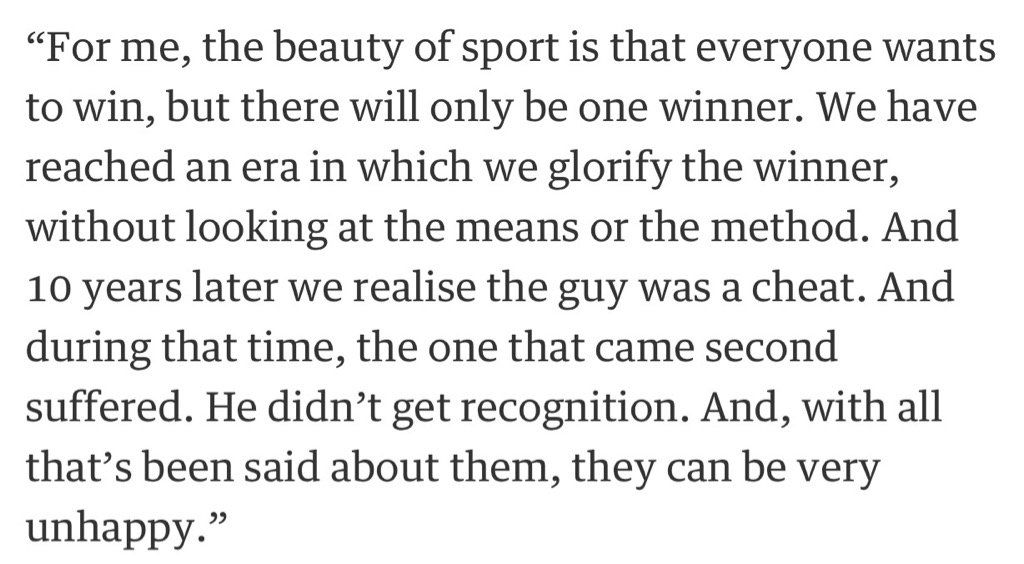 “For me, the beauty of sport is that everyone wants
to win, but there will only be one winner. We have
reached an era in which we glorify the winner,
without looking at the means or the method. And
10 years later we realise the guy was a cheat. And
during that time, the one that came second
suffered. He didn’t get recognition. And, with all
that’s been said about them, they can be very
unhappy.”